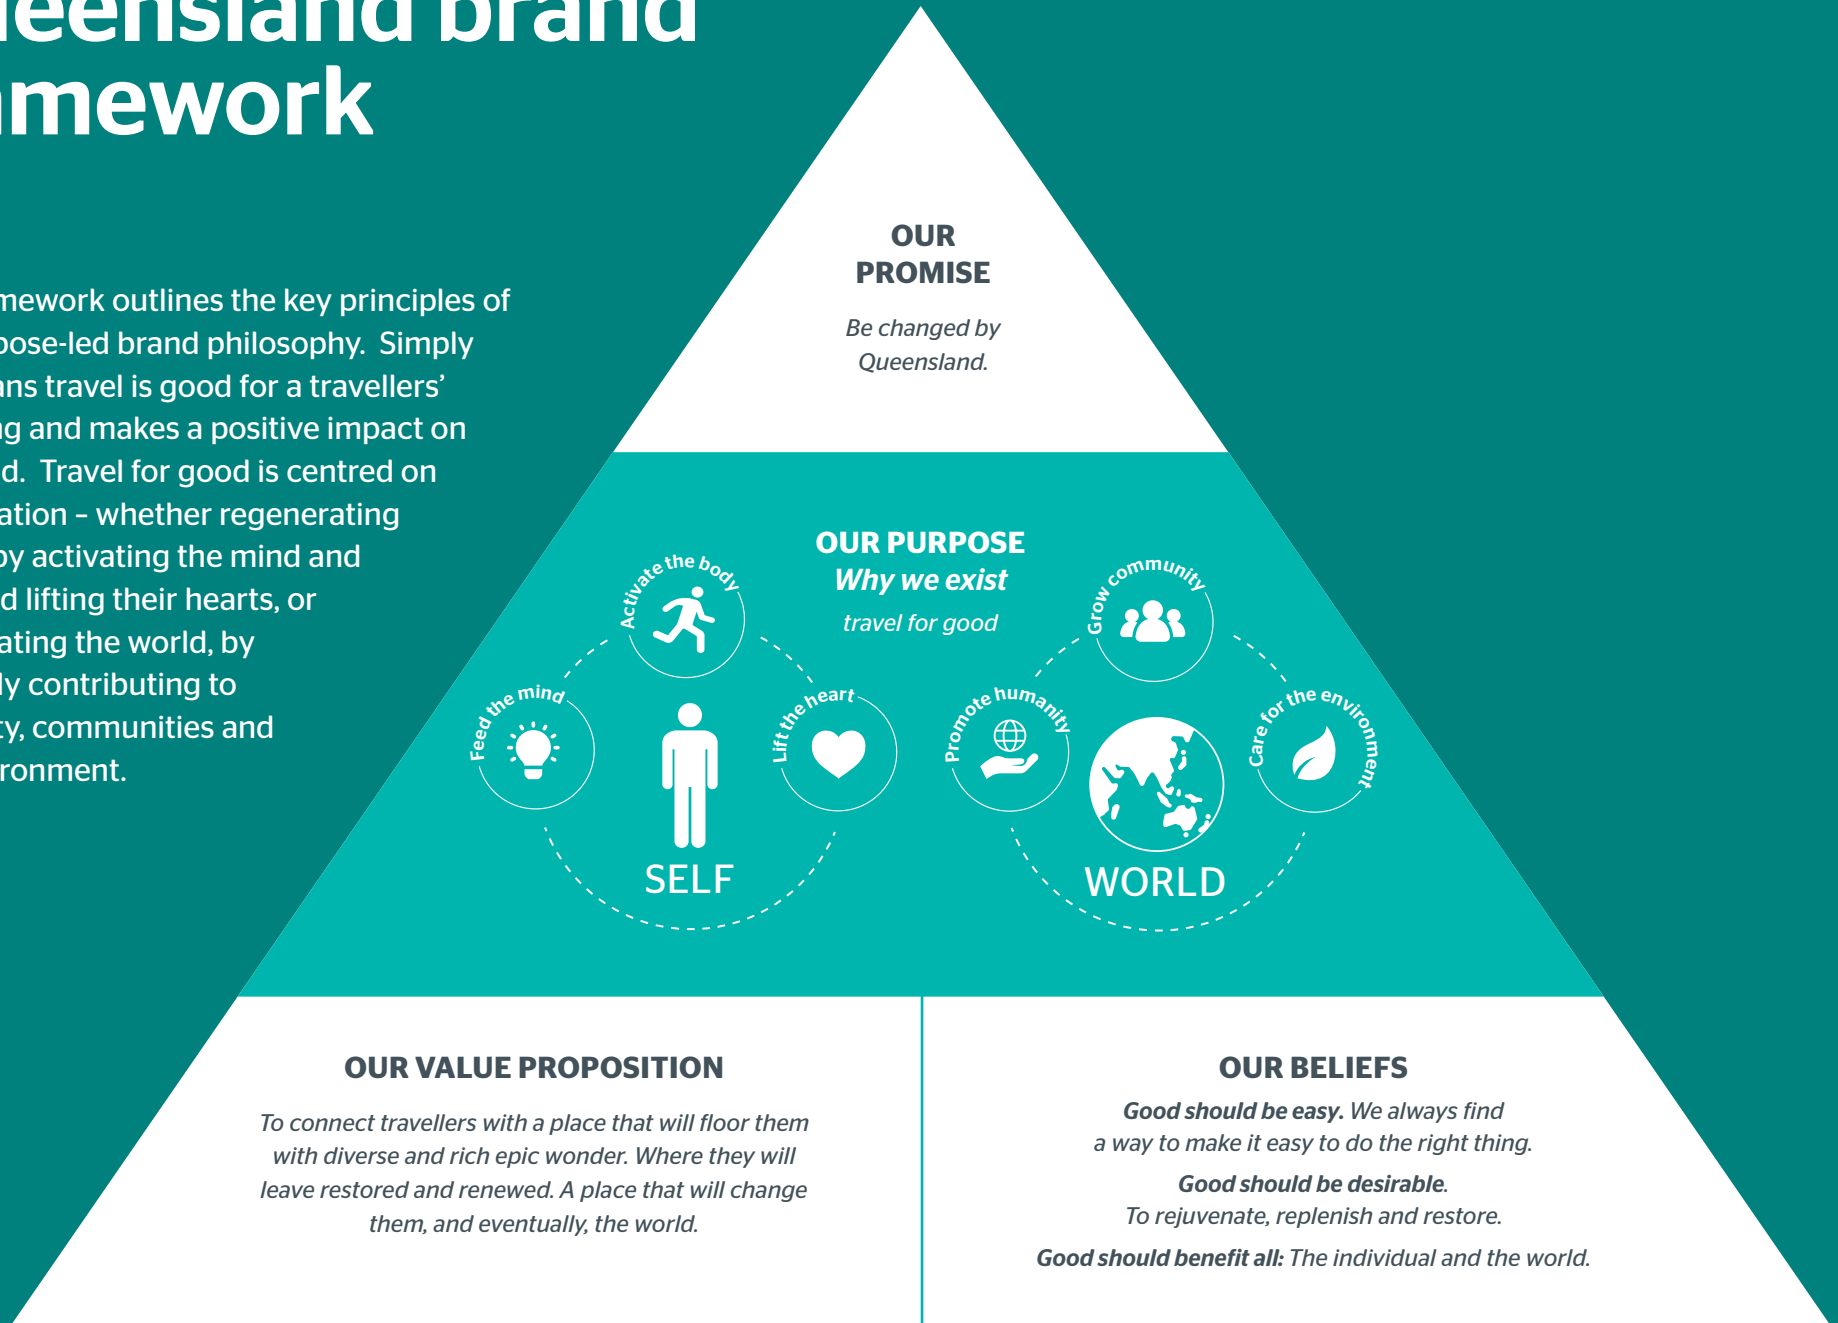 ueensland brand
mework
mework outlines the key principles of
pose-led brand philosophy. Simply
ans travel is good for a travellers'
ng and makes a positive impact on
d. Travel for good is centred on
ation – whether regenerating
by activating the mind and
d lifting their hearts, or
ating the world, by
ly contributing to
ty, communities and
ronment.
OUR
PROMISE
Be changed by
Queensland.
OUR PURPOSE
Why we exist
travel for good
Activate the body
Feed the mind
Lift the heart
SELF
Grow community
Promote humanity
Care for the environment
WORLD
OUR VALUE PROPOSITION
To connect travellers with a place that will floor them
with diverse and rich epic wonder. Where they will
leave restored and renewed. A place that will change
them, and eventually, the world.
OUR BELIEFS
Good should be easy. We always find
a way to make it easy to do the right thing.
Good should be desirable.
To rejuvenate, replenish and restore.
Good should benefit all: The individual and the world.